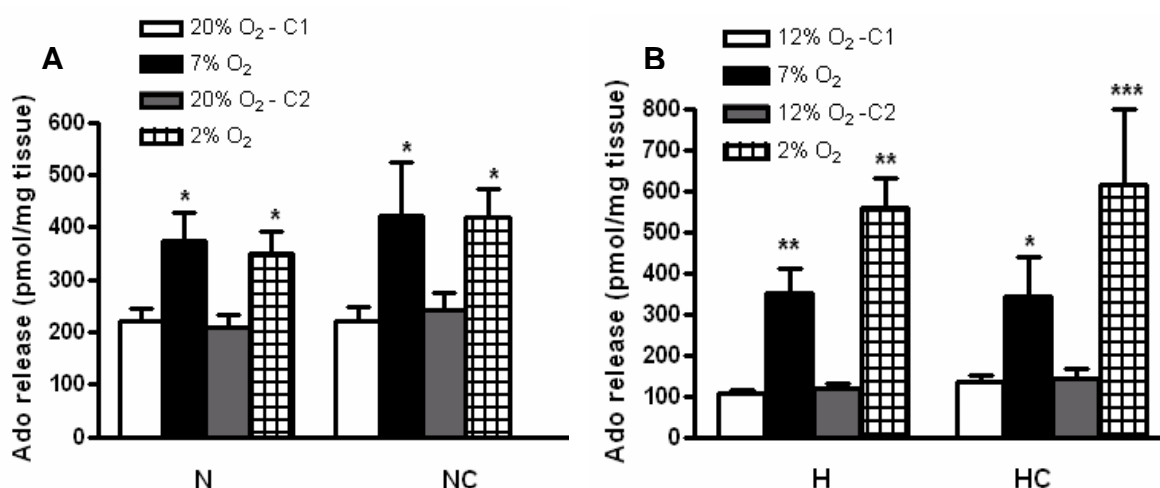 A
20% O₂ - C1
7% O₂
20% O₂ - C2
2% O₂
Ado release (pmol/mg tissue)
600
500
400
300
200
100
0
*
*
*
*
N
NC
B
12% O₂ -C1
7% O₂
12% O₂ -C2
2% O₂
Ado release (pmol/mg tissue)
800
700
600
500
400
300
200
100
0
**
**
*
***
H
HC